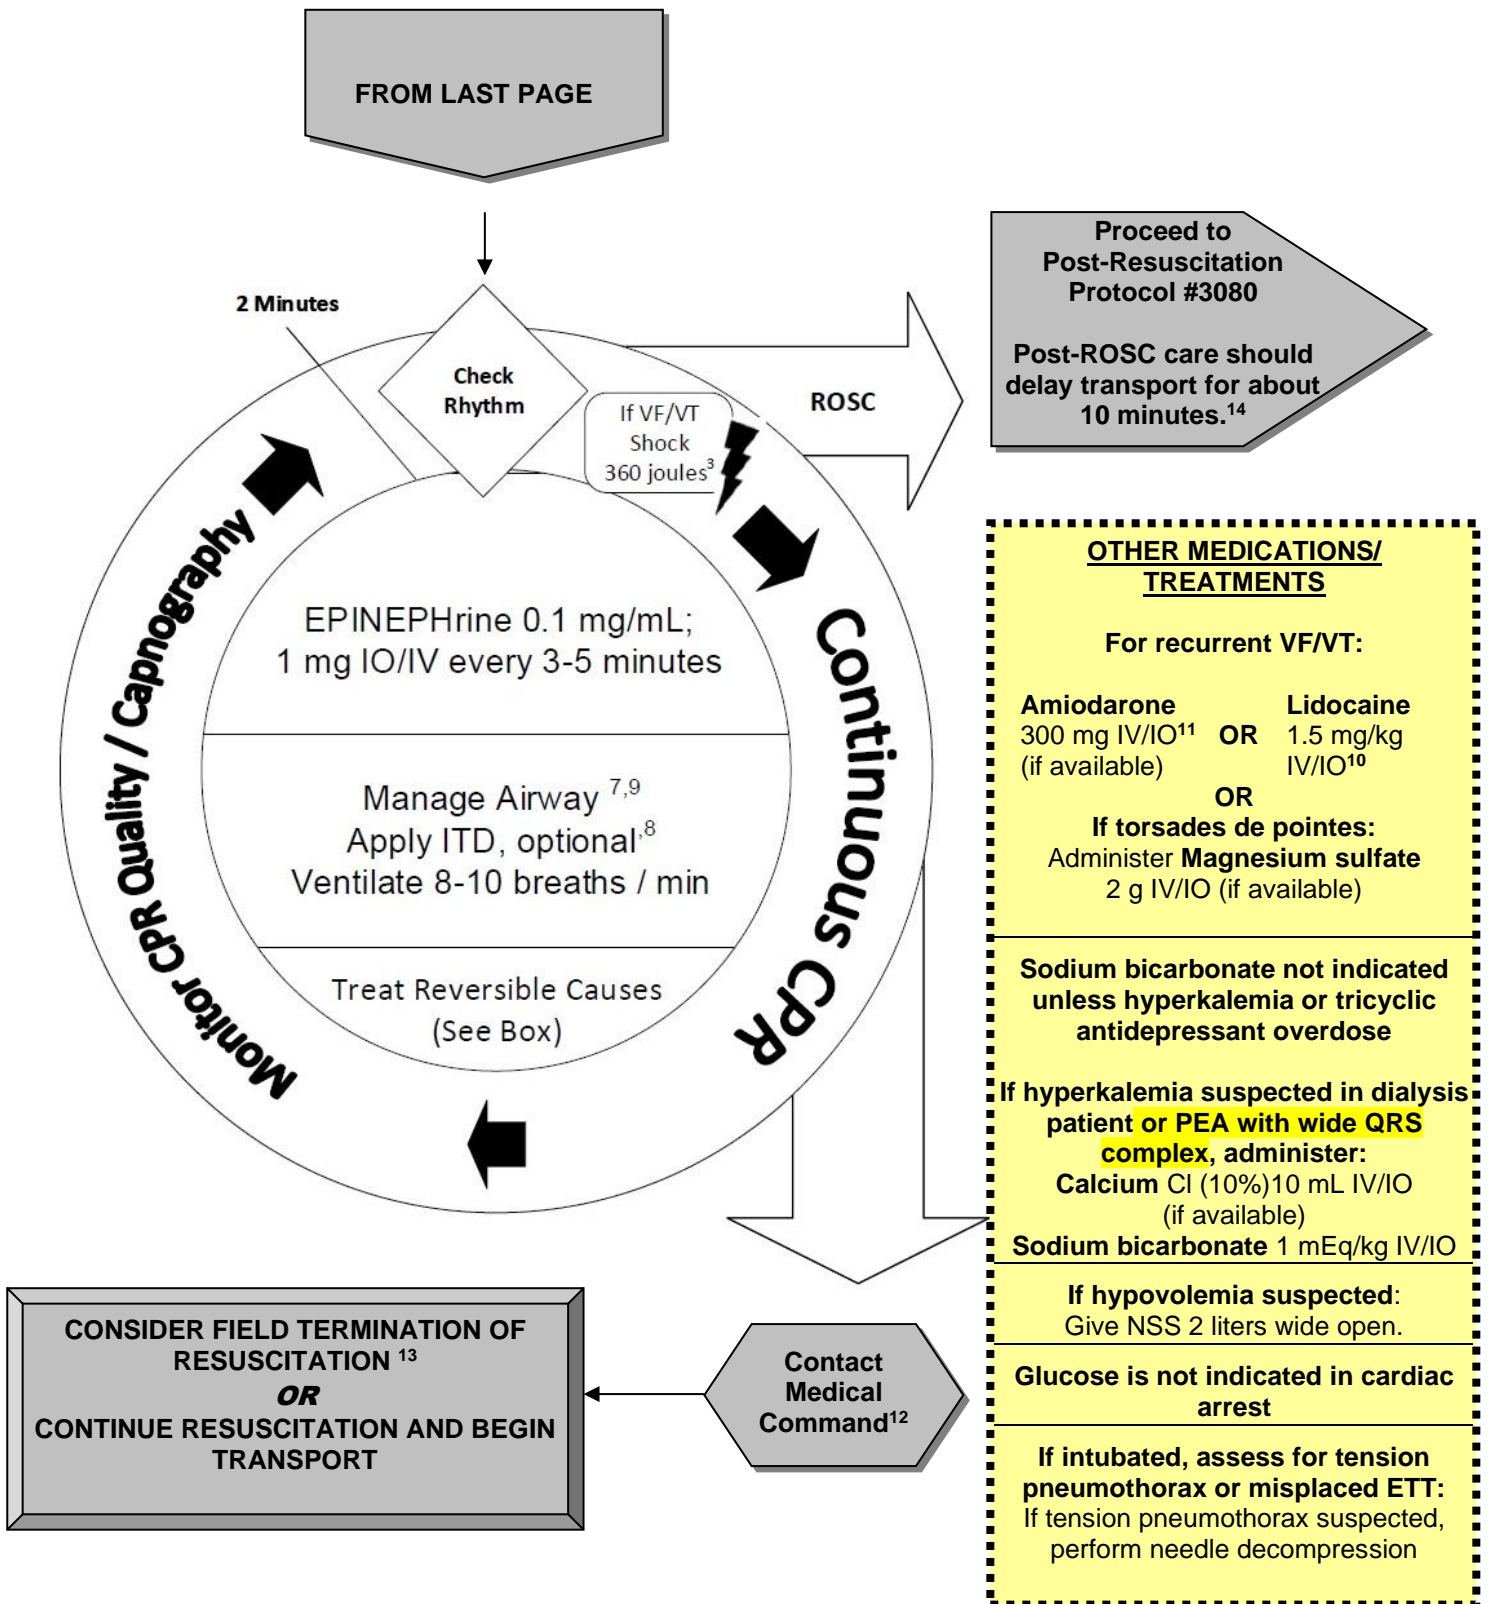 FROM LAST PAGE
Proceed to
Post-Resuscitation
Protocol #3080
Post-ROSC care should
delay transport for about
10 minutes.14
2 Minutes
Check
Rhythm
If VF/VT
Shock
360 joules3
ROSC
Monitor CPR Quality / Capnography
Continuous CPR
EPINEPHrine 0.1 mg/mL;
1 mg IO/IV every 3-5 minutes
Manage Airway 7,9
Apply ITD, optional,8
Ventilate 8-10 breaths / min
Treat Reversible Causes
(See Box)
OTHER MEDICATIONS/
TREATMENTS
For recurrent VF/VT:
Amiodarone
300 mg IV/IO11
(if available)
OR
Lidocaine
1.5 mg/kg
IV/IO10
OR
If torsades de pointes:
Administer Magnesium sulfate
2 g IV/IO (if available)
Sodium bicarbonate not indicated
unless hyperkalemia or tricyclic
antidepressant overdose
If hyperkalemia suspected in dialysis
patient or PEA with wide QRS
complex, administer:
Calcium Cl (10%)10 mL IV/IO
(if available)
Sodium bicarbonate 1 mEq/kg IV/IO
If hypovolemia suspected:
Give NSS 2 liters wide open.
Glucose is not indicated in cardiac
arrest
If intubated, assess for tension
pneumothorax or misplaced ETT:
If tension pneumothorax suspected,
perform needle decompression
Contact
Medical
Command12
CONSIDER FIELD TERMINATION OF
RESUSCITATION 13
OR
CONTINUE RESUSCITATION AND BEGIN
TRANSPORT